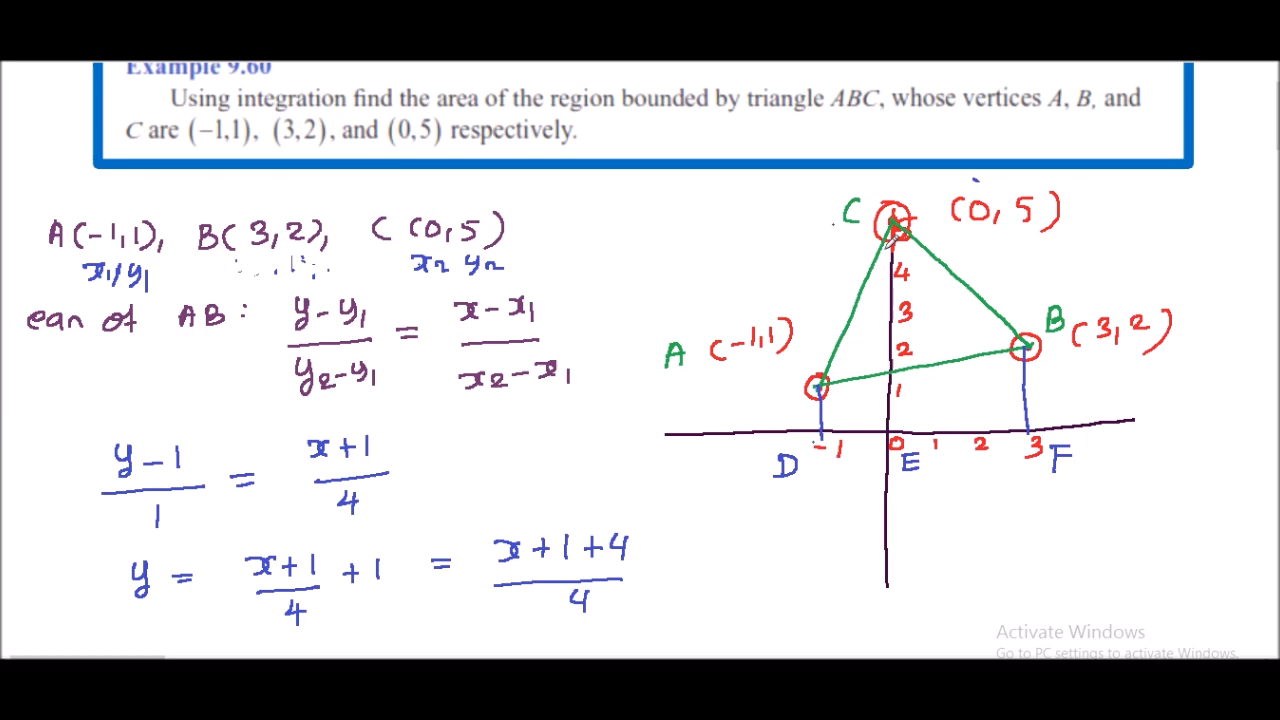 Example 9.60
Using integration find the area of the region bounded by triangle ABC, whose vertices A, B, and
C are (−1,1), (3,2), and (0,5) respectively.
A(-1,1), B(3,2), C(0,5)
x₁, y₁ x₂ y₂
eqn of AB : y-y₁/y₂-y₁ = x-x₁/x₂-x₁
y-1/1 = x+1/4
y = x+1/4 + 1 = x+1+4/4
C (0, 5)
4
3
B (3, 2)
A (-1,1)
2
1
-1 0 1 2 3
D E F
Activate Windows
Go to PC settings to activate Windows.